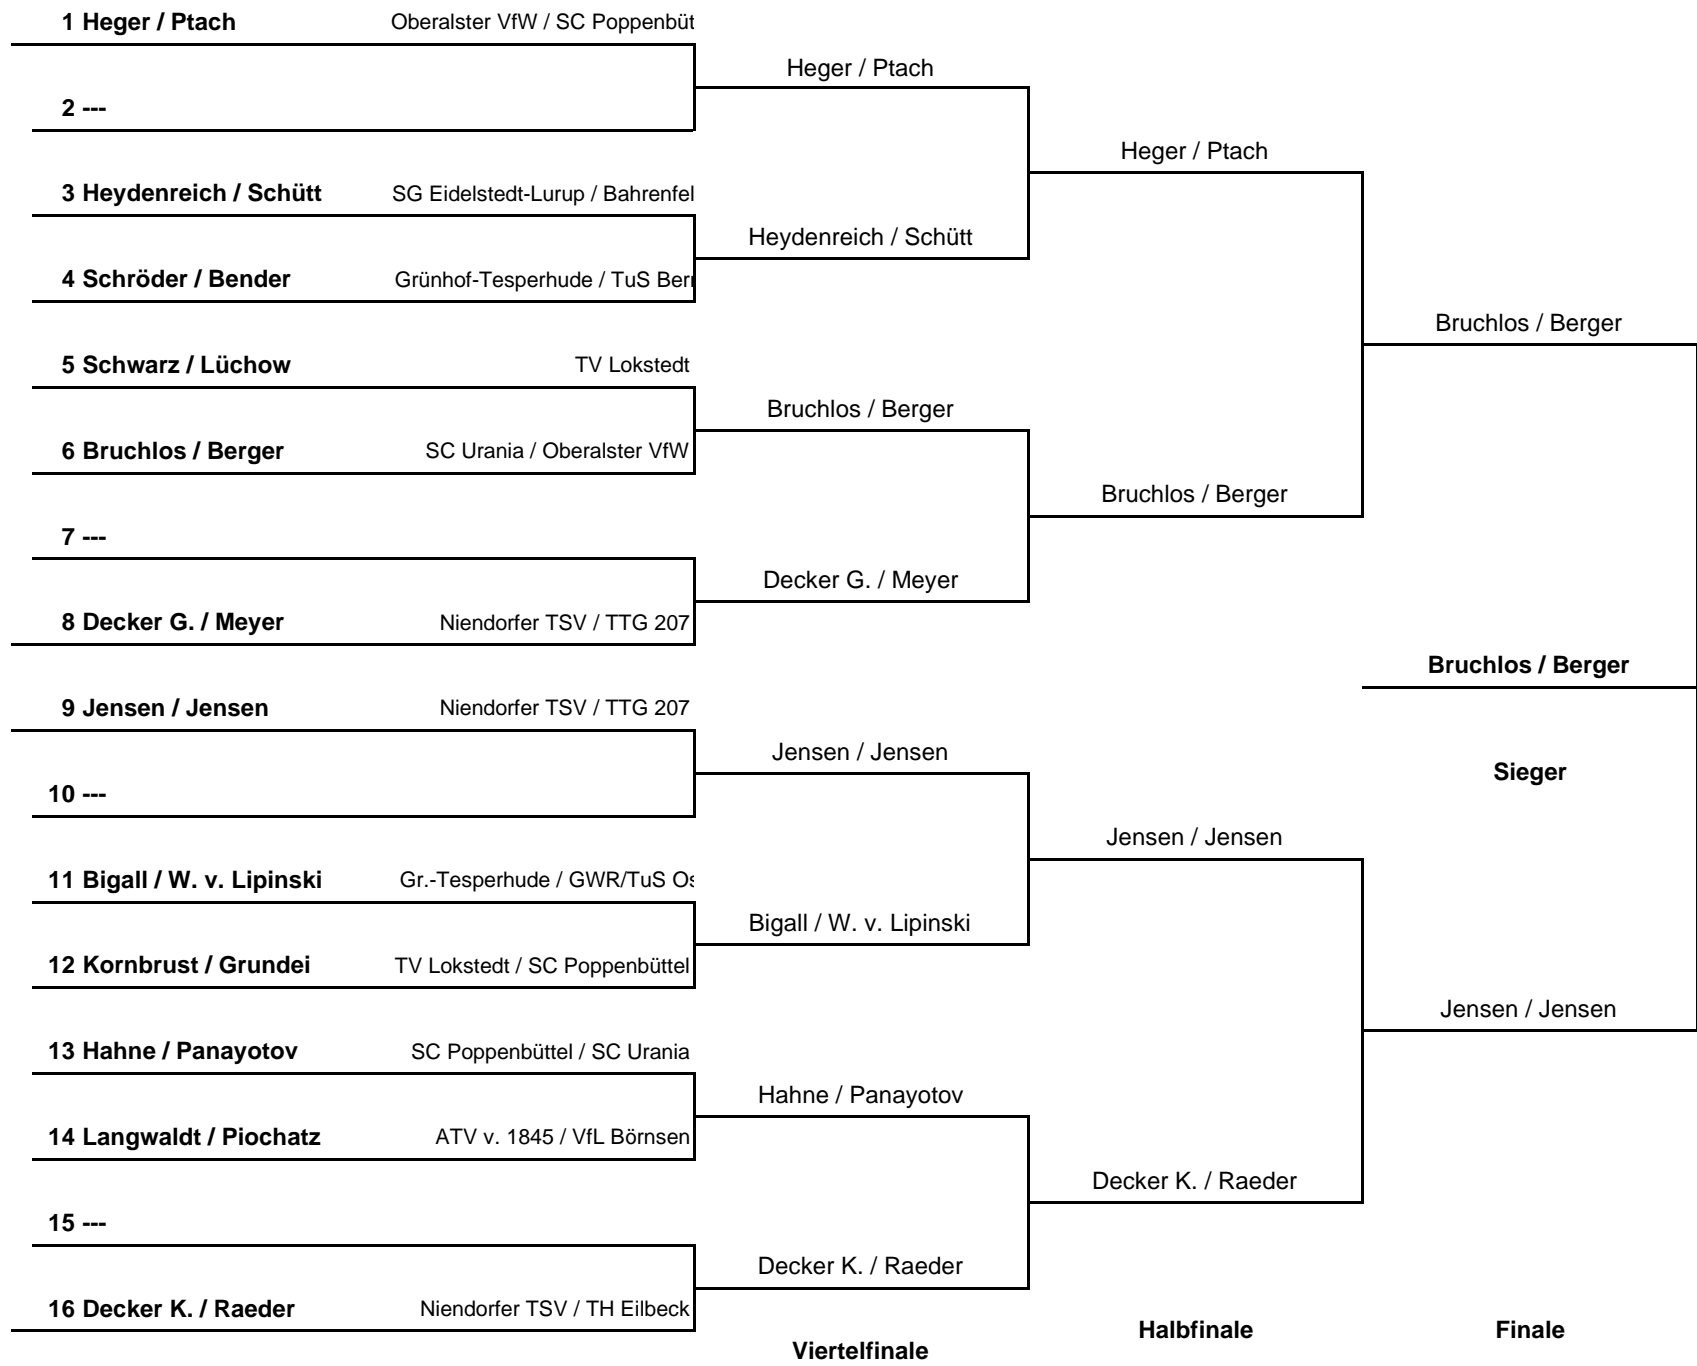 1 Heger / Ptach Oberalster VfW / SC Poppenbüt
Heger / Ptach
2 ---
Heger / Ptach
3 Heydenreich / Schütt SG Eidelstedt-Lurup / Bahrenfel
Heydenreich / Schütt
4 Schröder / Bender Grünhof-Tesperhude / TuS Ber
Bruchlos / Berger
5 Schwarz / Lüchow TV Lokstedt
Bruchlos / Berger
6 Bruchlos / Berger SC Urania / Oberalster VfW
Bruchlos / Berger
7 ---
Decker G. / Meyer
8 Decker G. / Meyer Niendorfer TSV / TTG 207
Bruchlos / Berger
9 Jensen / Jensen Niendorfer TSV / TTG 207
Jensen / Jensen
Sieger
10 ---
Jensen / Jensen
11 Bigall / W. v. Lipinski Gr.-Tesperhude / GWR/TuS Os
Bigall / W. v. Lipinski
12 Kornbrust / Grundei TV Lokstedt / SC Poppenbüttel
Jensen / Jensen
13 Hahne / Panayotov SC Poppenbüttel / SC Urania
Hahne / Panayotov
14 Langwaldt / Piochatz ATV v. 1845 / VfL Börnsen
Decker K. / Raeder
15 ---
Decker K. / Raeder
16 Decker K. / Raeder Niendorfer TSV / TH Eilbeck
Viertelfinale Halbfinale Finale